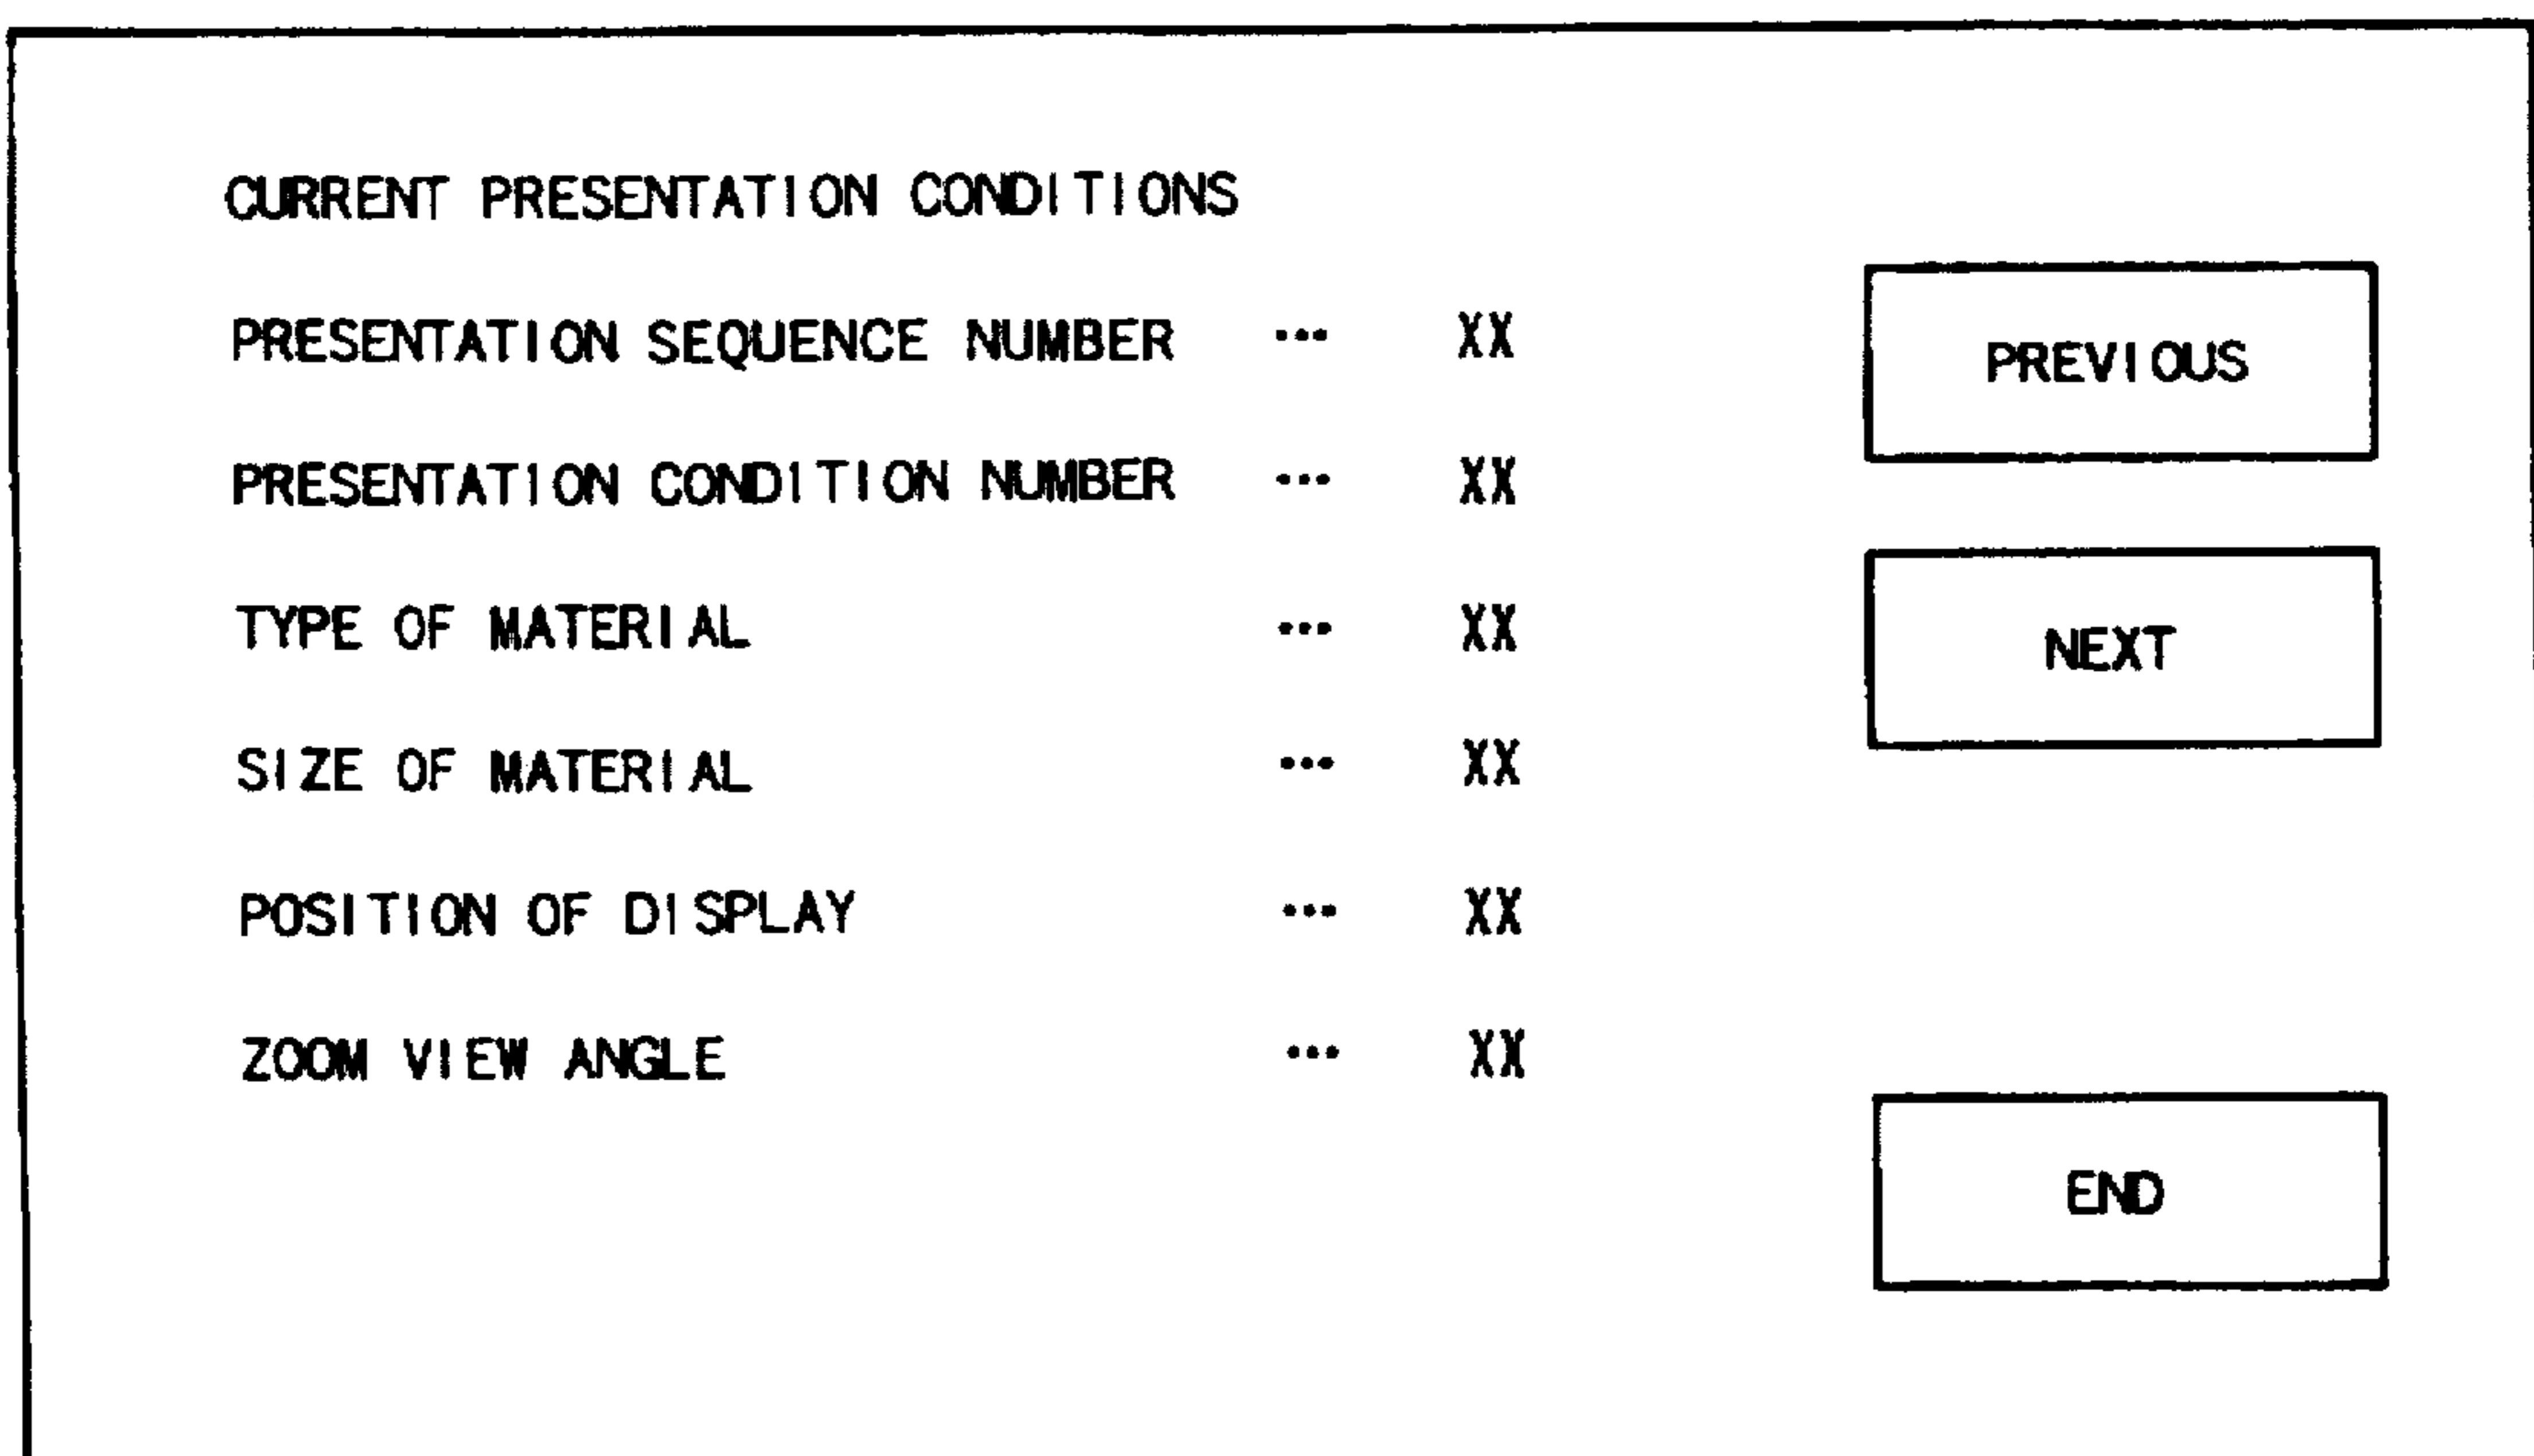 CURRENT PRESENTATION CONDITIONS
PRESENTATION SEQUENCE NUMBER ... XX
PRESENTATION CONDITION NUMBER ... XX
TYPE OF MATERIAL ... XX
SIZE OF MATERIAL ... XX
POSITION OF DISPLAY ... XX
ZOOM VIEW ANGLE ... XX
PREVIOUS
NEXT
END